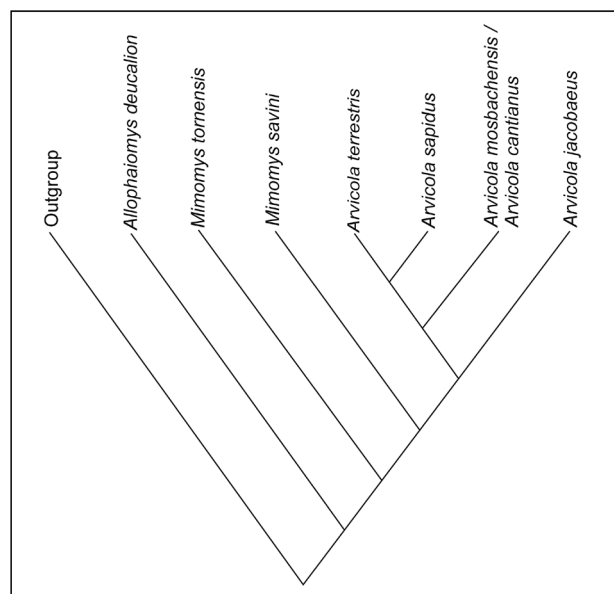 Outgroup
Allophaiomys deucalion
Mimomys tornensis
Mimomys savini
Arvicola terrestris
Arvicola sapidus
Arvicola mosbachensis /
Arvicola cantianus
Arvicola jacobaeus